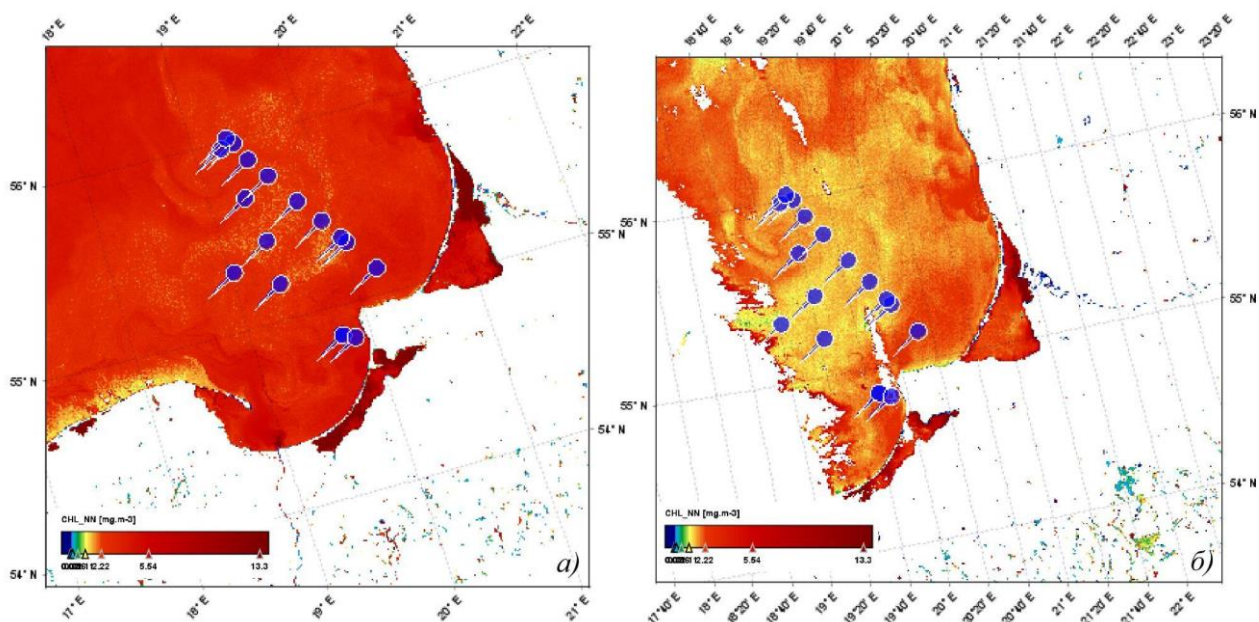 18° E 19° E 20° E 21° E 22° E
56° N
55° N
54° N
55° N
54° N
17° E 18° E 19° E 20° E 21° E
CHL_NN [mg.m-3]
2.22 5.54 13.3
а)
18°40' E 19° E 19°20' E 19°40' E 20° E 20°20' E 20°40' E 21° E 21°20' E 21°40' E 22° E 22°20' E 22°40' E 23° E 23°20' E
56° N
55° N
56° N
55° N
54° N
17°40' E 18° E 18°20' E 18°40' E 19° E 19°20' E 19°40' E 20° E 20°20' E 20°40' E 21° E 21°20' E 21°40' E 22° E
CHL_NN [mg.m-3]
2.22 5.54 13.3
б)